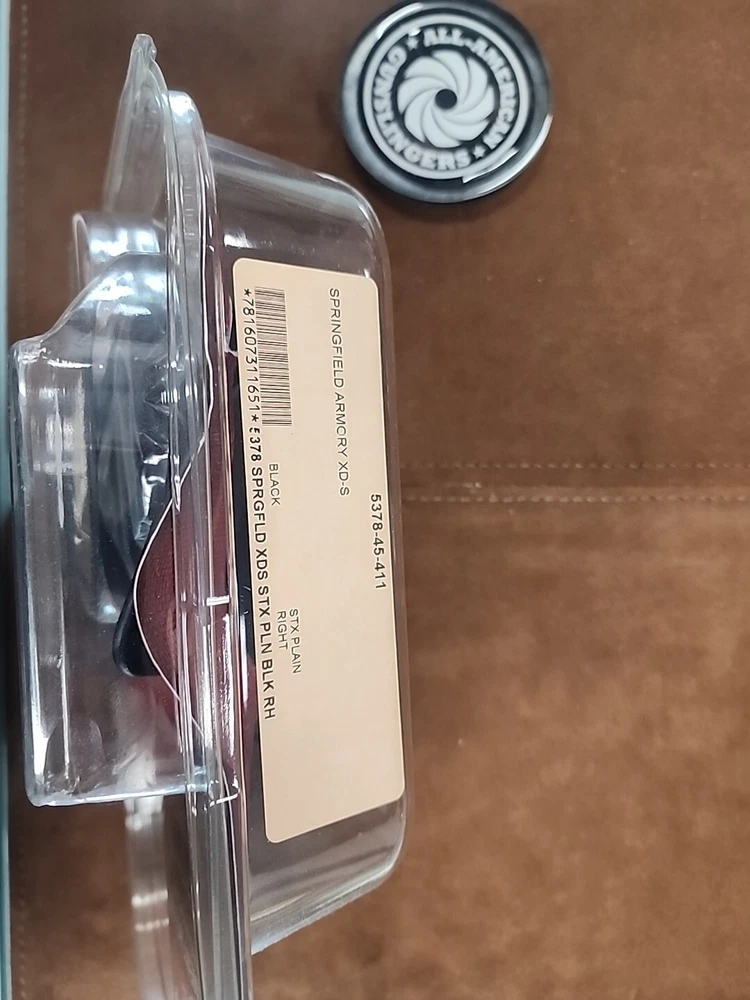 ALL-AMERICAN
GUNSLINGERS
5378-45-411
SPRINGFIELD ARMORY XD-S
STX PLAIN
BLACK
RIGHT
*781607311651* 5378 SPRGFLD XDS STX PLN BLK RH